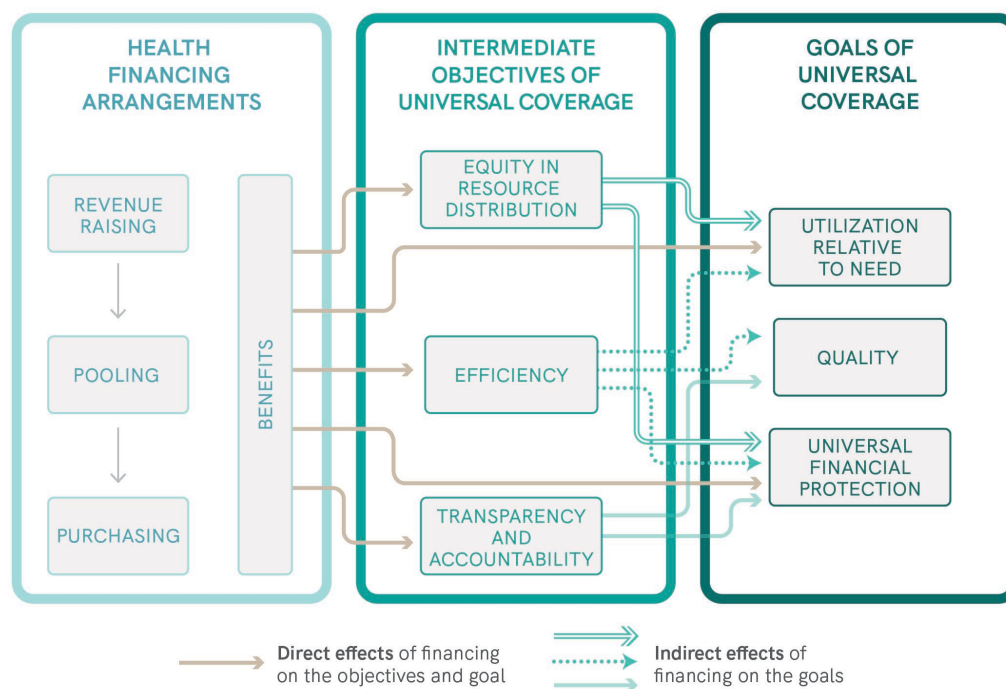 HEALTH
FINANCING
ARRANGEMENTS
REVENUE
RAISING
POOLING
PURCHASING
BENEFITS
INTERMEDIATE
OBJECTIVES OF
UNIVERSAL COVERAGE
EQUITY IN
RESOURCE
DISTRIBUTION
EFFICIENCY
TRANSPARENCY
AND
ACCOUNTABILITY
GOALS OF
UNIVERSAL
COVERAGE
UTILIZATION
RELATIVE
TO NEED
QUALITY
UNIVERSAL
FINANCIAL
PROTECTION
Direct effects of financing
on the objectives and goal
Indirect effects of
financing on the goals